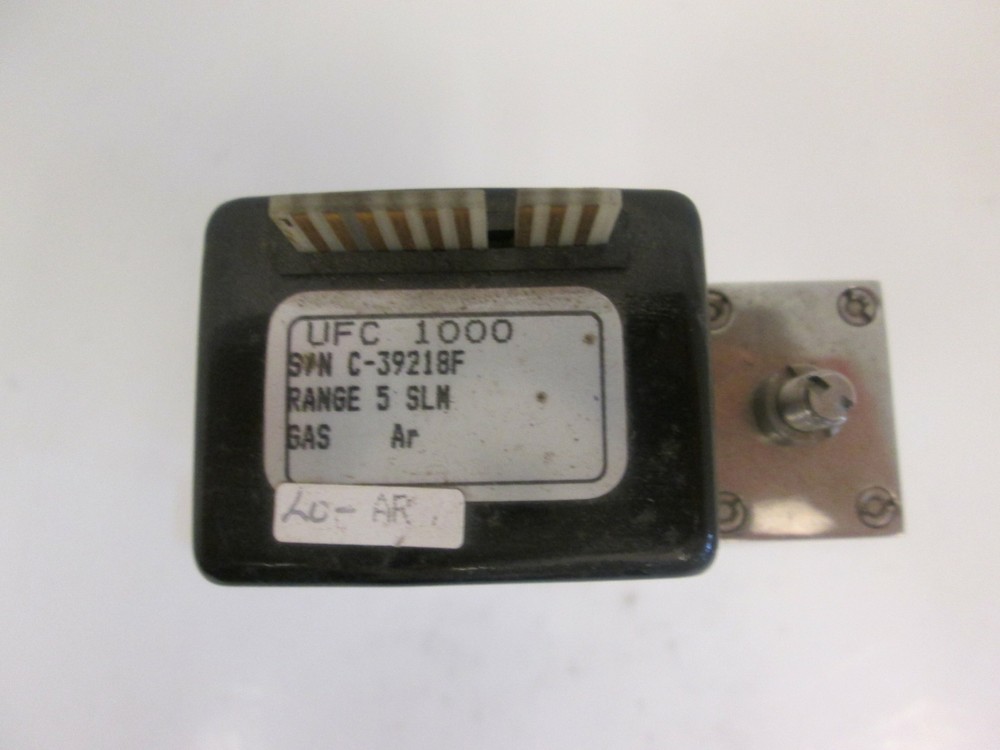 UFC 1000
S/N C-39218F
RANGE 5 SLM
GAS Ar
LO- AR